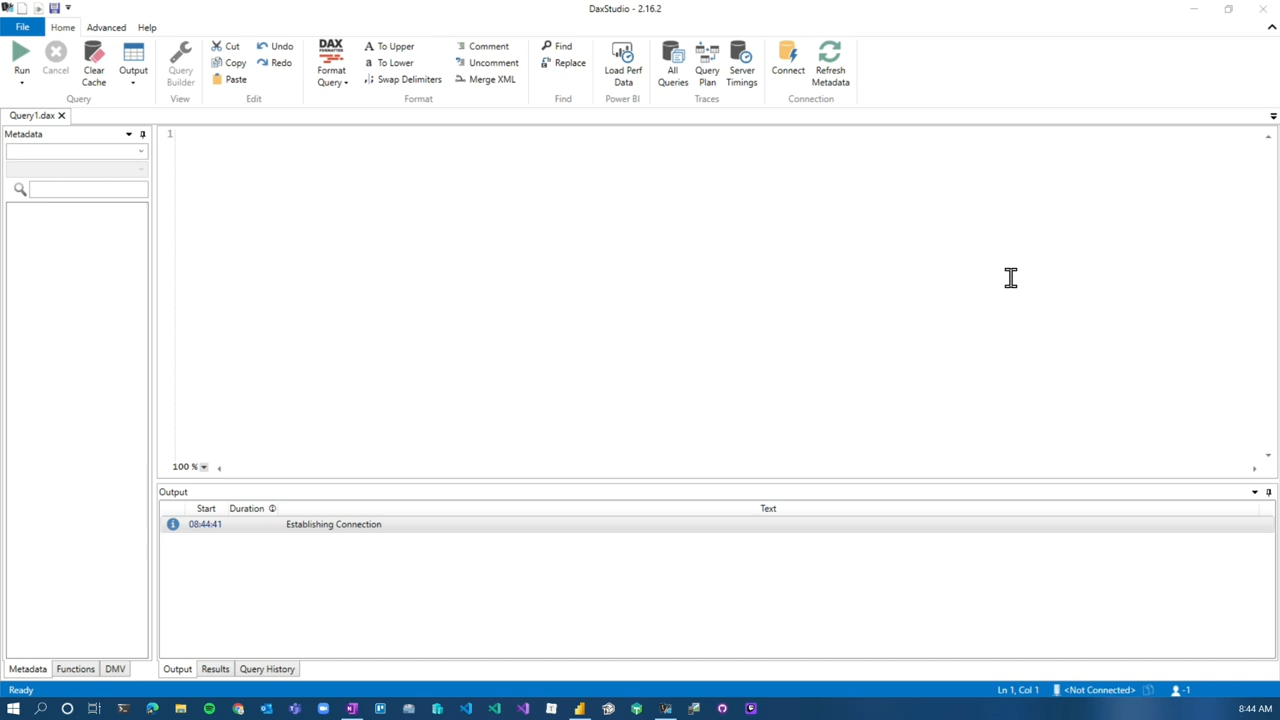 DaxStudio - 2.16.2
File Home Advanced Help
Run Cancel Clear Cache Output
Query
Query Builder
View
Cut Undo
Copy Redo
Paste
Edit
DAX FORMATTER
Format Query
To Upper
To Lower
Swap Delimiters
Comment
Uncomment
Merge XML
Format
Find
Replace
Find
Load Perf Data
Power BI
All Queries Query Plan Server Timings
Traces
Connect Refresh Metadata
Connection
Query1.dax
Metadata
1
100 %
Output
Start Duration Text
08:44:41 Establishing Connection
Metadata Functions DMV
Output Results Query History
Ready Ln 1, Col 1 <Not Connected> -1
8:44 AM